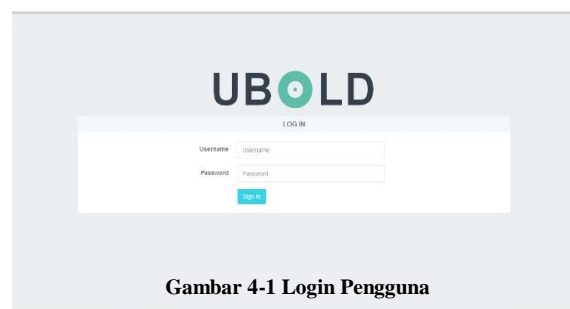 UBOLD
LOG IN
Username Username
Password Password
Sign In
Gambar 4-1 Login Pengguna